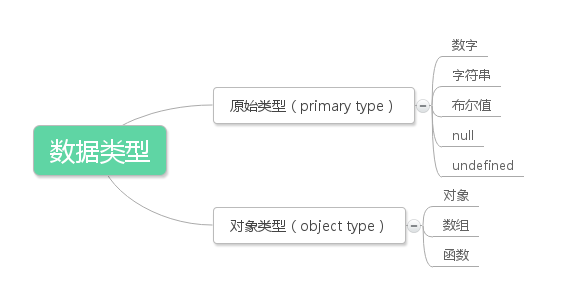 数据类型
原始类型（primary type）
数字
字符串
布尔值
null
undefined
对象类型（object type）
对象
数组
函数